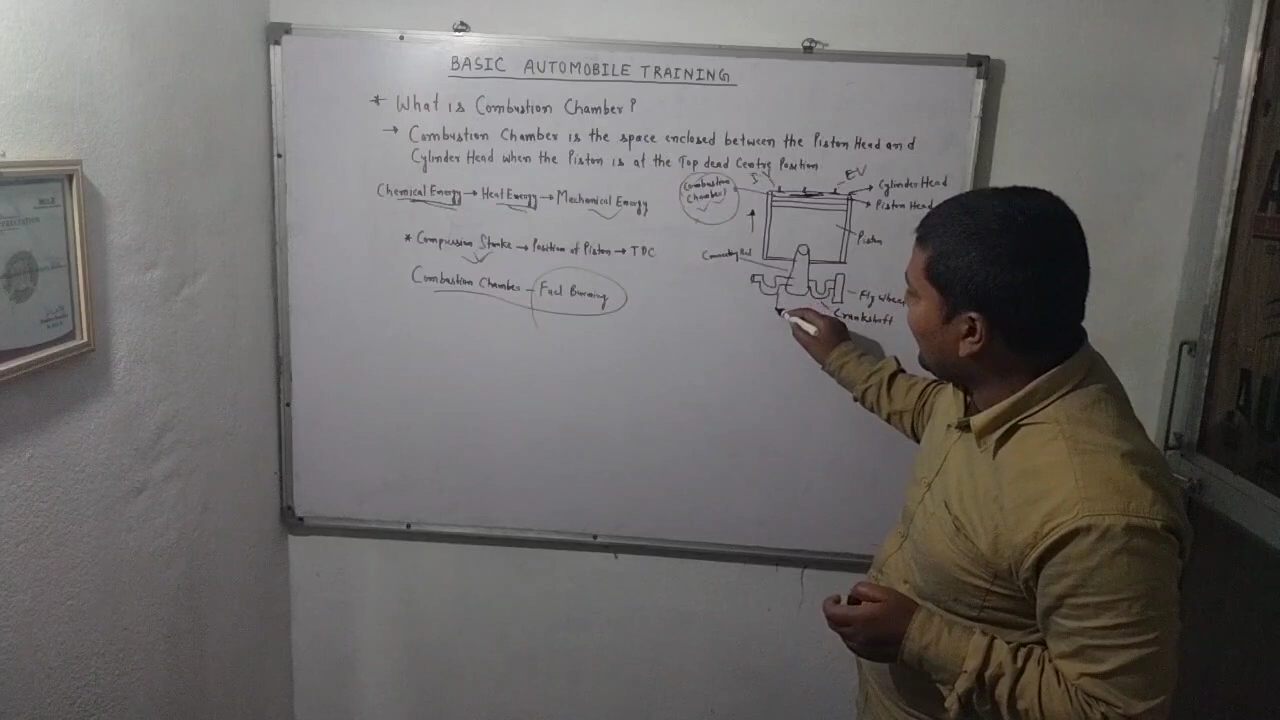 BASIC AUTOMOBILE TRAINING
* What is Combustion Chamber?
→ Combustion Chamber is the space enclosed between the Piston Head and
Cylinder Head when the Piston is at the Top dead Centre Position.
Chemical Energy → Heat Energy → Mechanical Energy
* Compression Stroke → Position of Piston → TDC
Combustion Chamber - Fuel Burning
Combustion
Chamber
EV
Cylinder Head
Piston Head
Piston
Connecting Rod
Fly wheel
Crankshaft